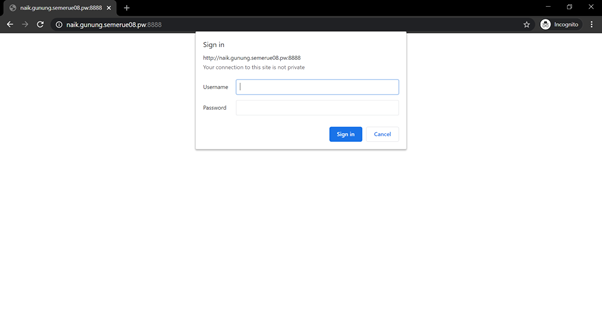 naik.gunung.semerue08.pw:8888
naik.gunung.semerue08.pw:8888
Incognito
Sign in
http://naik.gunung.semerue08.pw:8888
Your connection to this site is not private
Username
Password
Sign in
Cancel